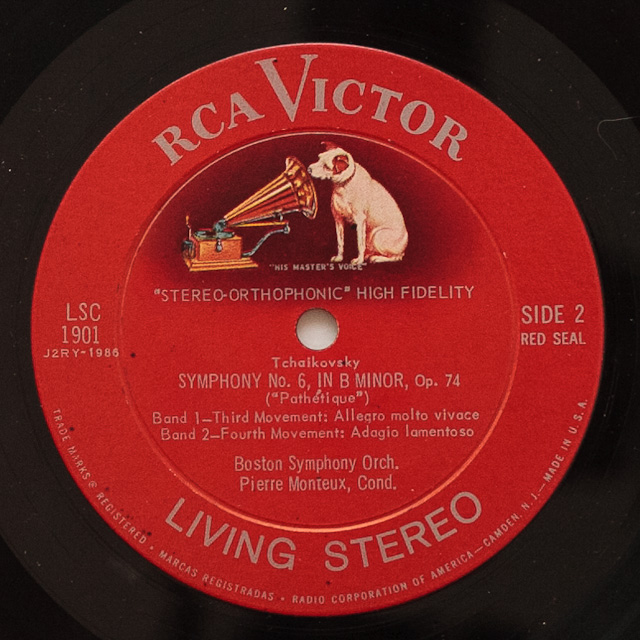 RCA VICTOR
"HIS MASTER'S VOICE"
"STEREO-ORTHOPHONIC" HIGH FIDELITY
LSC
1901
J2RY-1986
SIDE 2
RED SEAL
Tchaikovsky
SYMPHONY No. 6, IN B MINOR, Op. 74
("Pathétique")
Band 1—Third Movement: Allegro molto vivace
Band 2—Fourth Movement: Adagio lamentoso
Boston Symphony Orch.
Pierre Monteux, Cond.
LIVING STEREO
TRADE MARKS ® REGISTERED • MARCAS REGISTRADAS • RADIO CORPORATION OF AMERICA—CAMDEN, N. J.—MADE IN U. S. A.